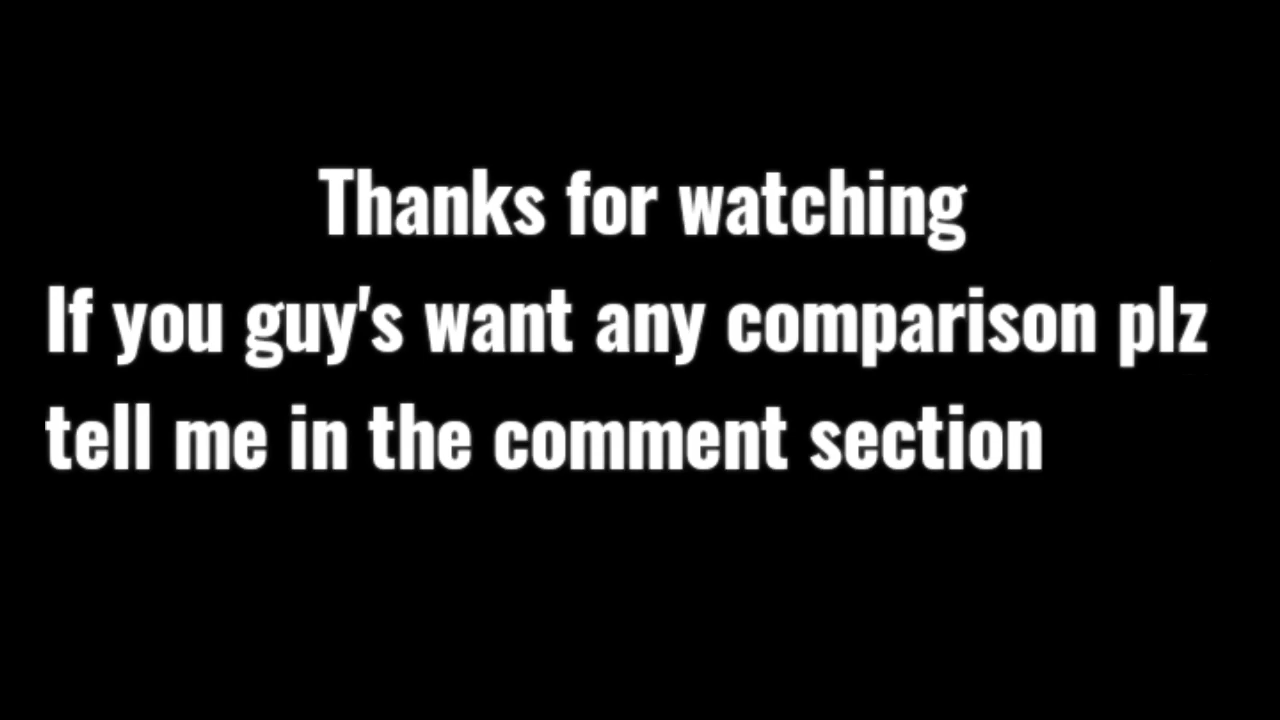 Thanks for watching
If you guy's want any comparison plz
tell me in the comment section